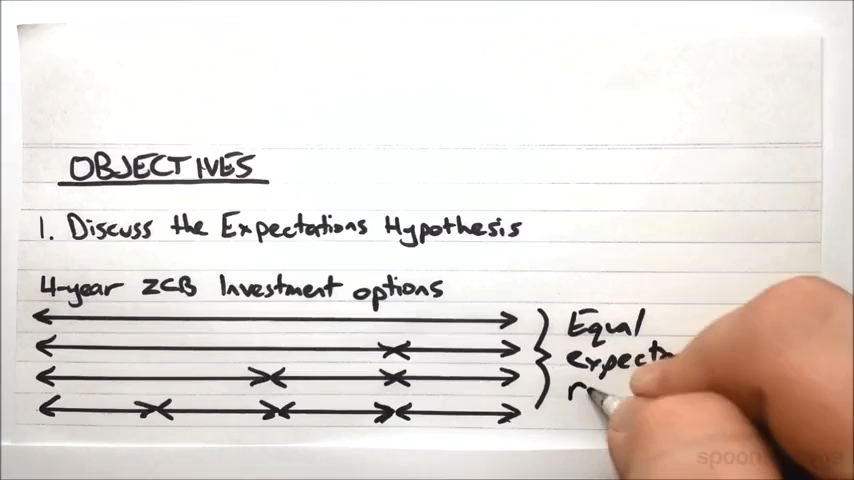 OBJECTIVES
1. Discuss the Expectations Hypothesis
4-year ZCB Investment options
Equal